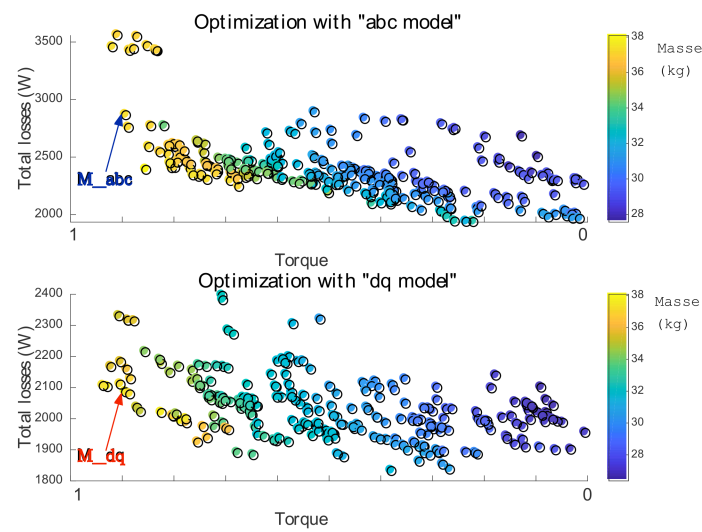 Optimization with "abc model"
Total losses (W)
3500
3000
2500
2000
M_abc
1
0
Torque
38
36
34
32
30
28
Masse
(kg)
Optimization with "dq model"
Total losses (W)
2400
2300
2200
2100
2000
1900
1800
M_dq
1
0
Torque
38
36
34
32
30
28
Masse
(kg)